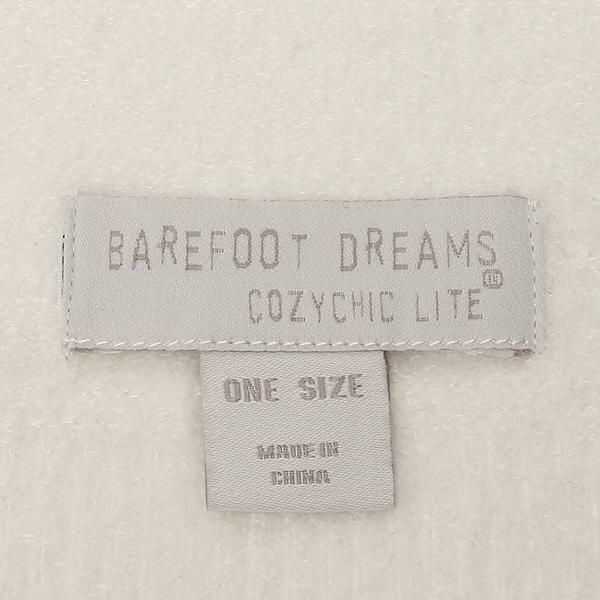 BAREFOOT DREAMS
COZYCHIC LITE®
ONE SIZE
MADE IN
CHINA